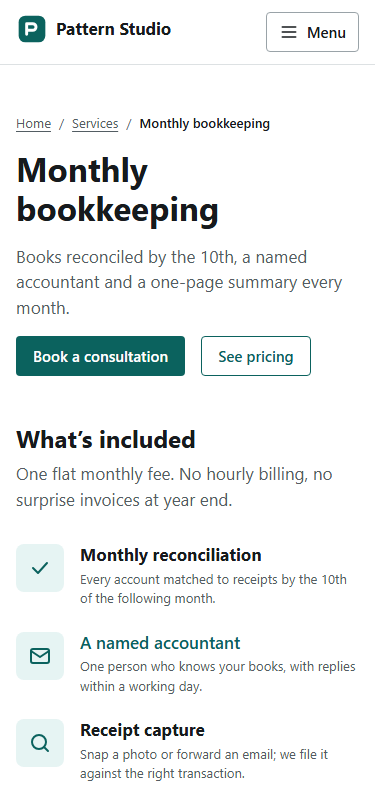 Pattern Studio
Menu
Home / Services / Monthly bookkeeping
Monthly
bookkeeping
Books reconciled by the 10th, a named
accountant and a one-page summary every
month.
Book a consultation
See pricing
What's included
One flat monthly fee. No hourly billing, no
surprise invoices at year end.
Monthly reconciliation
Every account matched to receipts by the 10th
of the following month.
A named accountant
One person who knows your books, with replies
within a working day.
Receipt capture
Snap a photo or forward an email; we file it
against the right transaction.